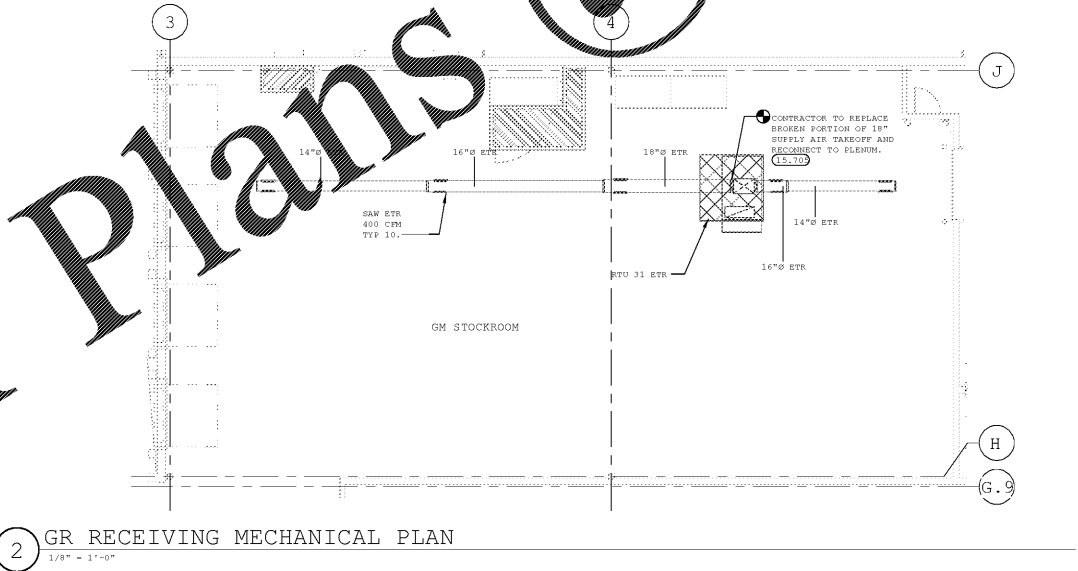 3
4
J
Plans
CONTRACTOR TO REPLACE
BROKEN PORTION OF 18"
SUPPLY AIR TAKEOFF AND
RECONNECT TO PLENUM.
15.705
14"Ø
16"Ø ETR
18"Ø ETR
SAW ETR
400 CFM
TYP 10.
14"Ø ETR
16"Ø ETR
RTU 31 ETR
GM STOCKROOM
H
G.9
2
GR RECEIVING MECHANICAL PLAN
1/8" = 1'-0"